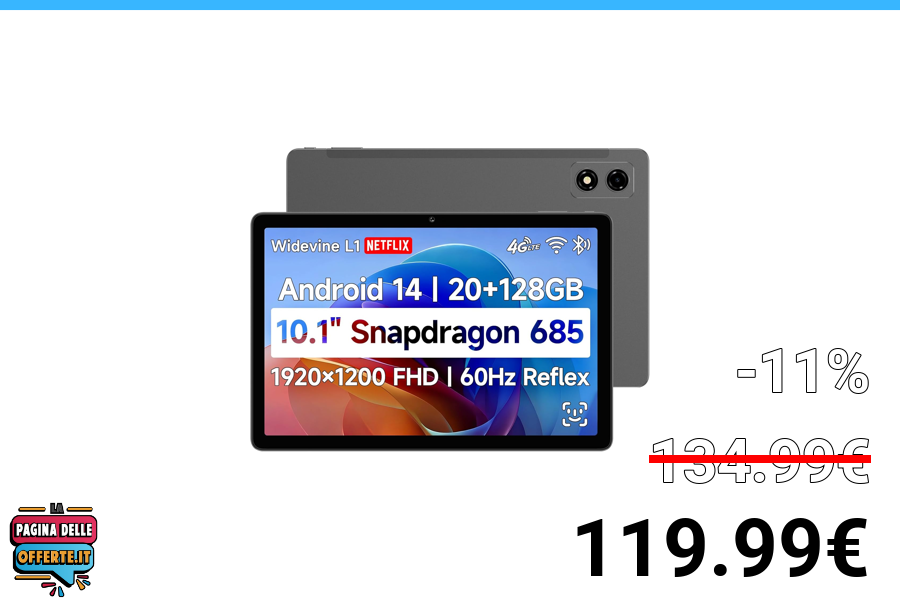 Widevine L1 NETFLIX 4G LTE
Android 14 | 20+128GB
10.1" Snapdragon 685
1920×1200 FHD | 60Hz Reflex
-11%
134.99€
119.99€
LA
PAGINA DELLE
OFFERTE.IT